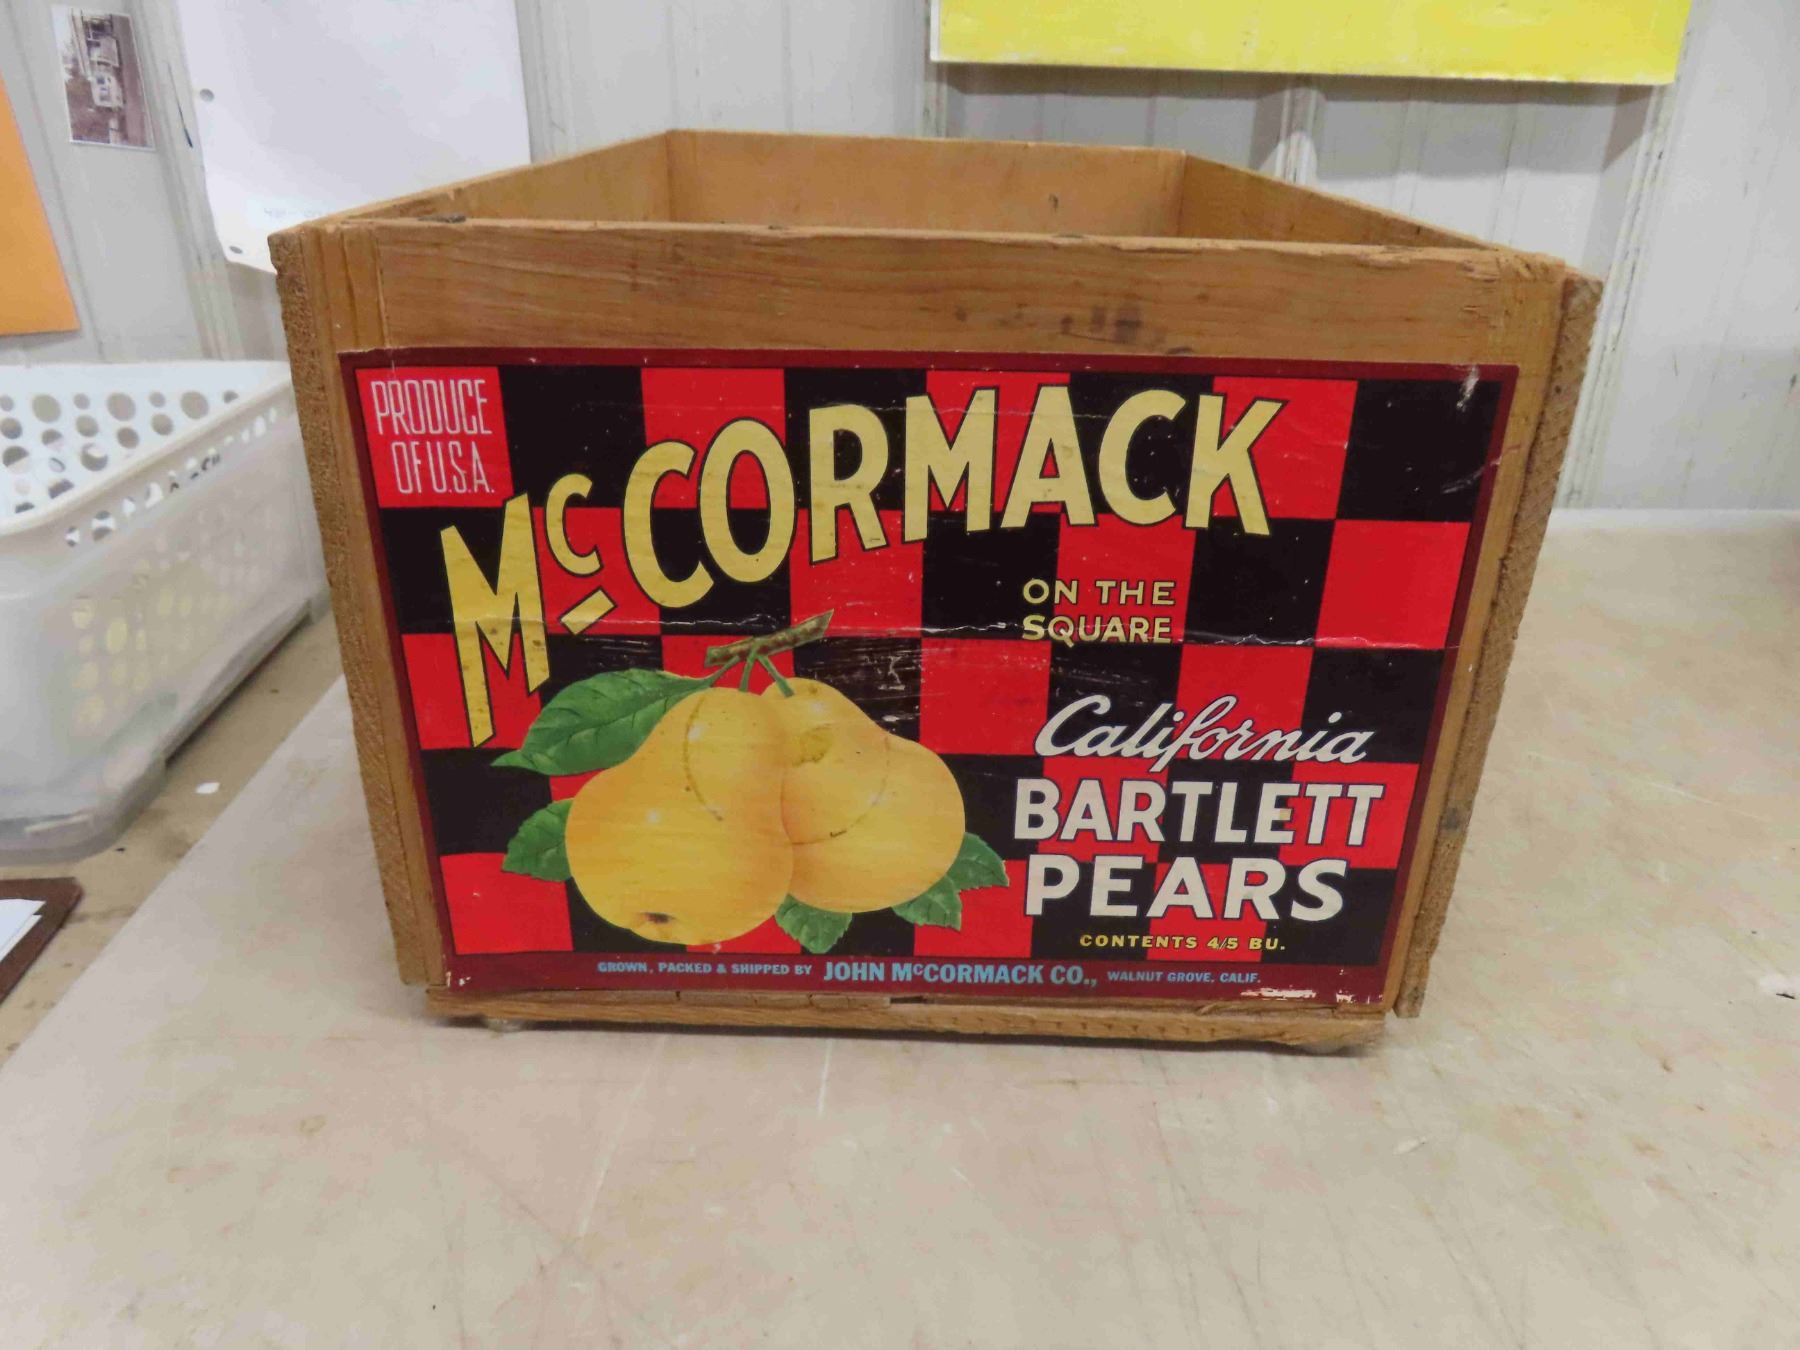 PRODUCE
OF U.S.A.
McCORMACK
ON THE
SQUARE
California
BARTLETT
PEARS
CONTENTS 4/5 BU.
GROWN, PACKED & SHIPPED BY JOHN McCORMACK CO., WALNUT GROVE, CALIF.